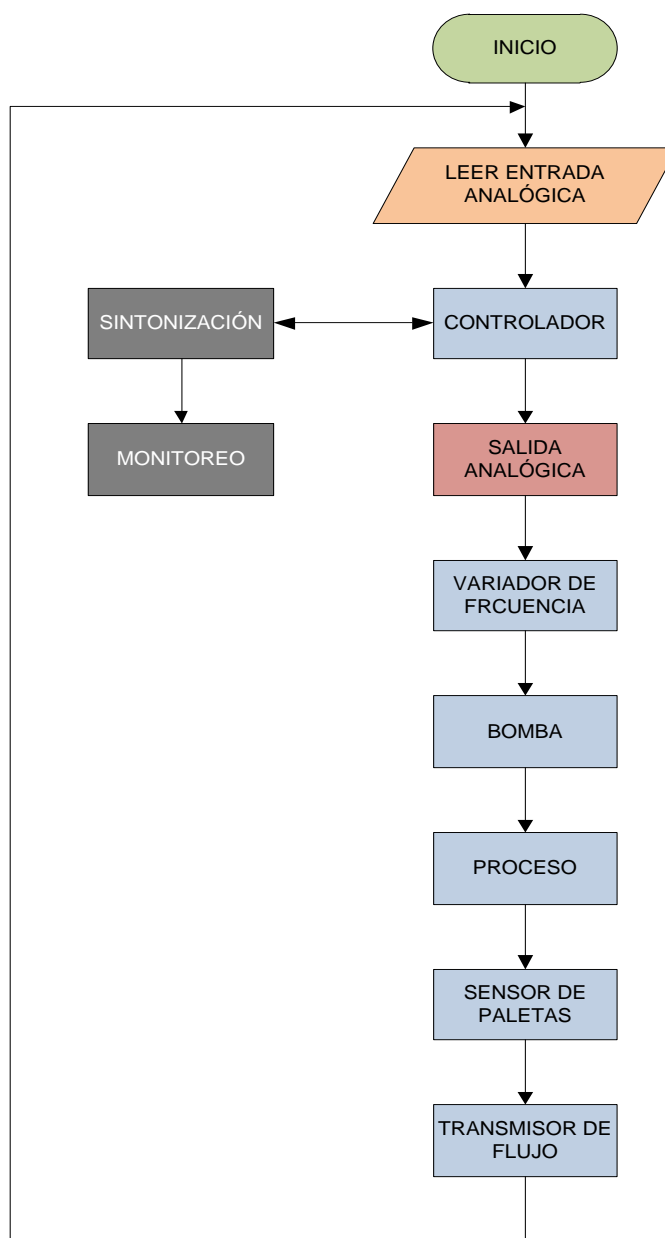 INICIO
LEER ENTRADA
ANALÓGICA
SINTONIZACIÓN
CONTROLADOR
MONITOREO
SALIDA
ANALÓGICA
VARIADOR DE
FRCUENCIA
BOMBA
PROCESO
SENSOR DE
PALETAS
TRANSMISOR DE
FLUJO